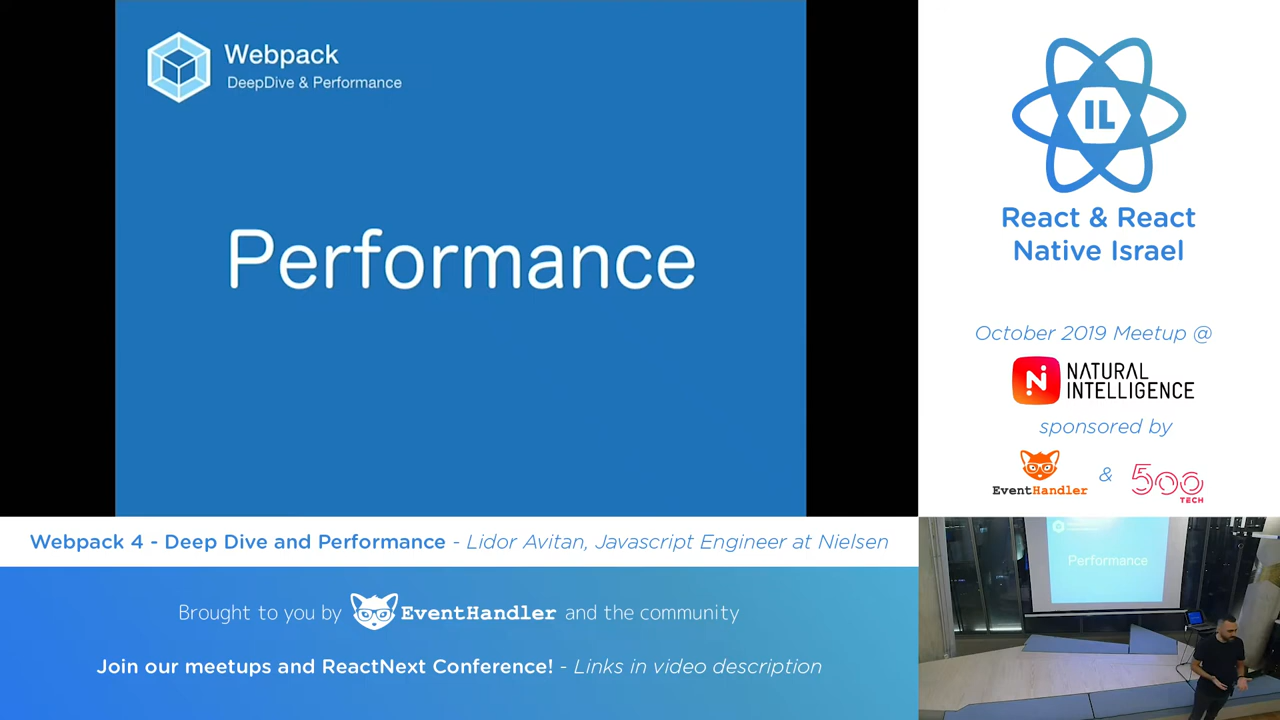 Webpack
DeepDive & Performance
Performance
IL
React & React
Native Israel
October 2019 Meetup @
NATURAL
INTELLIGENCE
sponsored by
EventHandler
&
500
TECH
Performance
Webpack 4 - Deep Dive and Performance - Lidor Avitan, Javascript Engineer at Nielsen
Brought to you by EventHandler and the community
Join our meetups and ReactNext Conference! - Links in video description